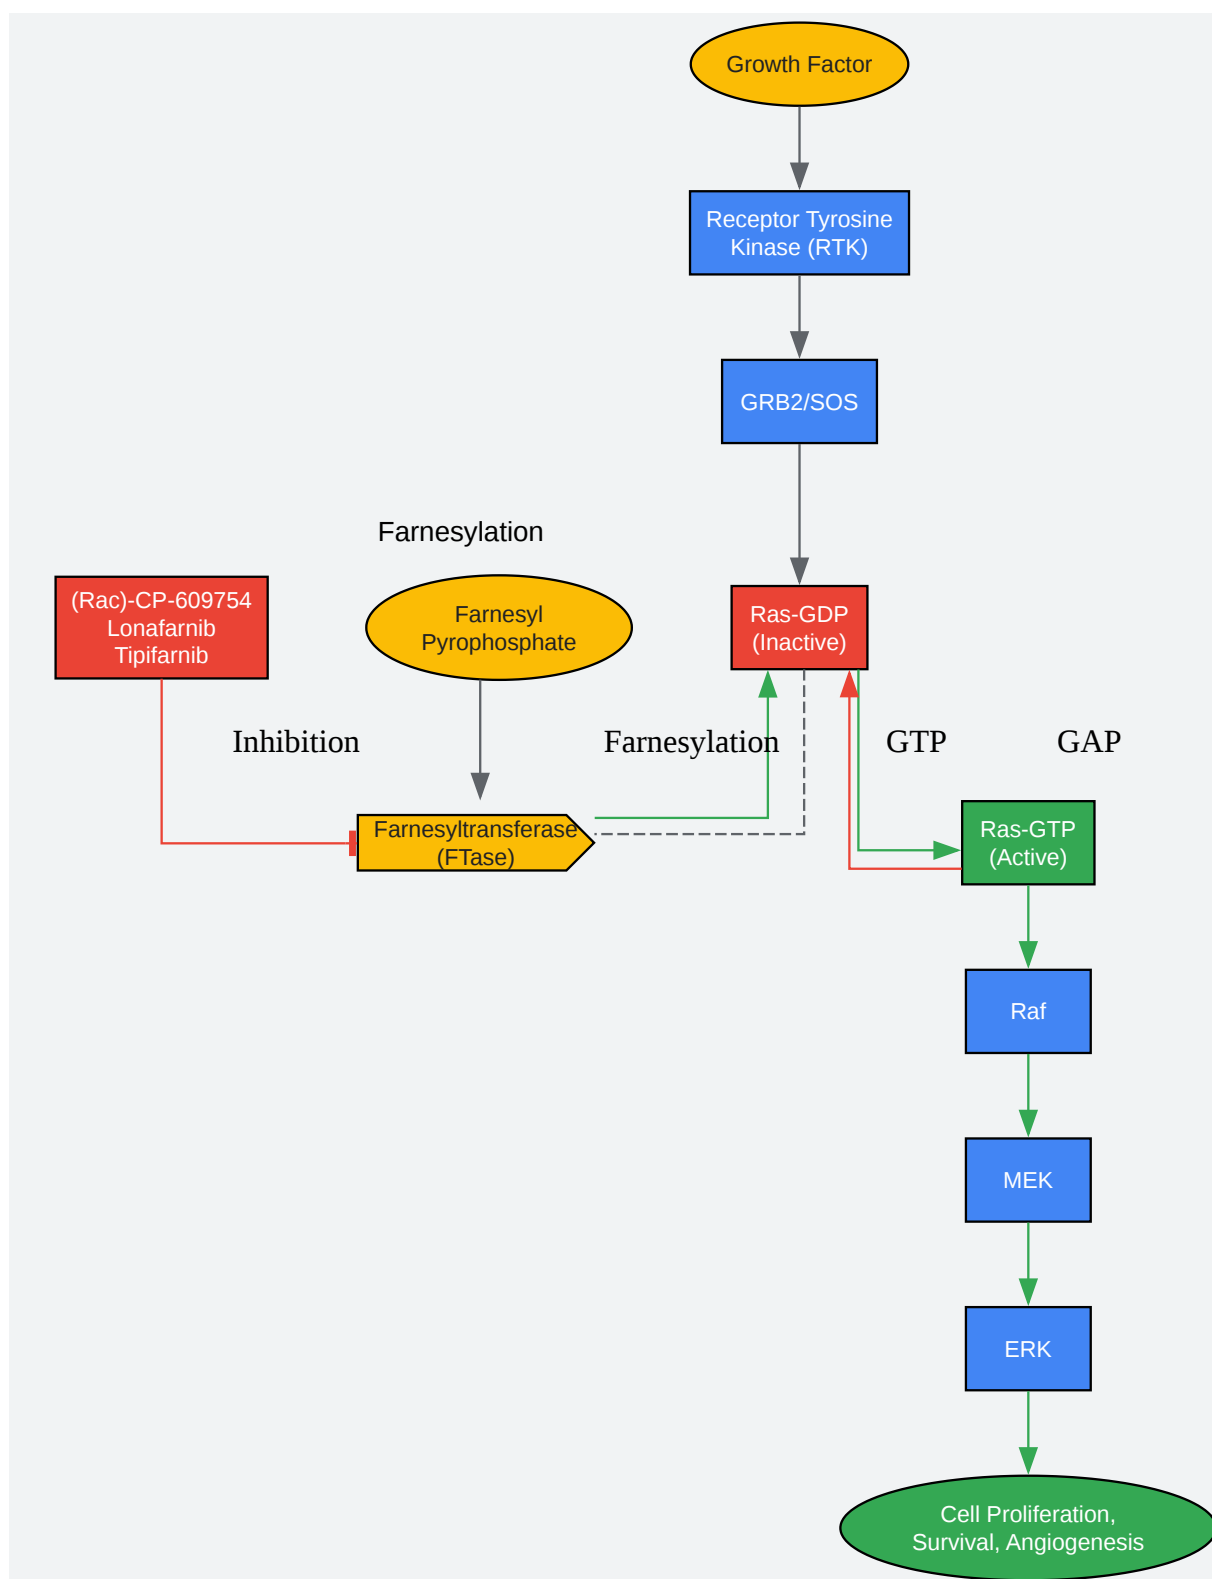 Growth Factor
Receptor Tyrosine
Kinase (RTK)
GRB2/SOS
Farnesylation
(Rac)-CP-609754
Lonafarnib
Tipifarnib
Farnesyl
Pyrophosphate
Ras-GDP
(Inactive)
Inhibition
Farnesylation
GTP
GAP
Farnesyltransferase
(FTase)
Ras-GTP
(Active)
Raf
MEK
ERK
Cell Proliferation,
Survival, Angiogenesis